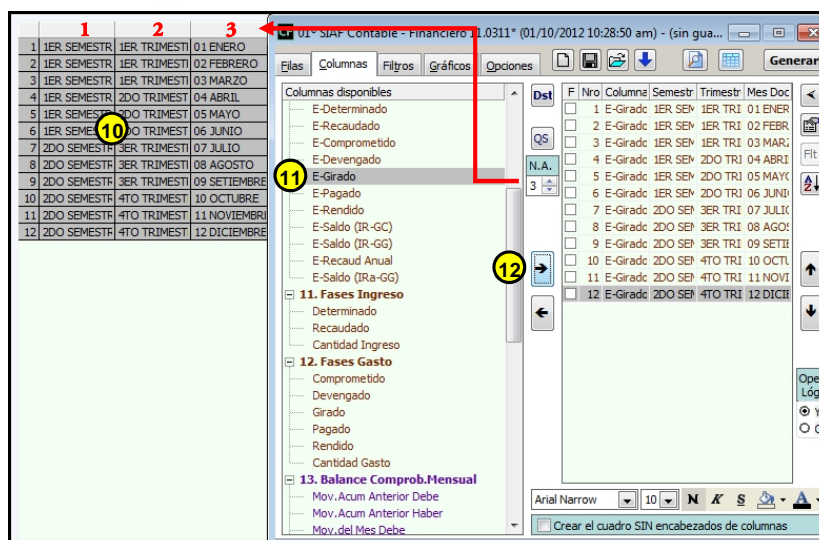 1 2 3
1 1ER SEMESTR 1ER TRIMESTI 01 ENERO
2 1ER SEMESTR 1ER TRIMESTI 02 FEBRERO
3 1ER SEMESTR 1ER TRIMESTI 03 MARZO
4 1ER SEMESTR 2DO TRIMEST 04 ABRIL
5 1ER SEMESTR 2DO TRIMEST 05 MAYO
6 1ER SEMESTR TRIMEST 06 JUNIO
10
7 2DO SEMESTR 3ER TRIMESTI 07 JULIO
8 2DO SEMESTR 3ER TRIMESTI 08 AGOSTO
9 2DO SEMESTR 3ER TRIMESTI 09 SETIEMBRE
10 2DO SEMESTR 4TO TRIMEST 10 OCTUBRE
11 2DO SEMESTR 4TO TRIMEST 11 NOVIEMBRI
12 2DO SEMESTR 4TO TRIMEST 12 DICIEMBRE
CF 01° SIAF Contable - Financiero 11.0311* (01/10/2012 10:28:50 am) - (sin gua...
Filas Columnas Filtros Gráficos Opciones Generar
Columnas disponibles
E-Determinado
E-Recaudado
E-Comprometido
E-Devengado
11 E-Girado
E-Pagado
E-Rendido
E-Saldo (IR-GC)
E-Saldo (IR-GG)
E-Recaud Anual
E-Saldo (IRa-GG)
11. Fases Ingreso
Determinado
Recaudado
Cantidad Ingreso
12. Fases Gasto
Comprometido
Devengado
Girado
Pagado
Rendido
Cantidad Gasto
13. Balance Comprob.Mensual
Mov.Acum Anterior Debe
Mov.Acum Anterior Haber
Mov.del Mes Debe
Dst
QS
N.A.
3
12
F Nro Columna Semestr Trimestr Mes Doc
1 E-Girado 1ER SEM 1ER TRI 01 ENER
2 E-Girado 1ER SEM 1ER TRI 02 FEBR
3 E-Girado 1ER SEM 1ER TRI 03 MARZ
4 E-Girado 1ER SEM 2DO TRI 04 ABRI
5 E-Girado 1ER SEM 2DO TRI 05 MAYO
6 E-Girado 1ER SEM 2DO TRI 06 JUNI
7 E-Girado 2DO SEM 3ER TRI 07 JULI
8 E-Girado 2DO SEM 3ER TRI 08 AGOS
9 E-Girado 2DO SEM 3ER TRI 09 SETIE
10 E-Girado 2DO SEM 4TO TRI 10 OCTU
11 E-Girado 2DO SEM 4TO TRI 11 NOVI
12 E-Girado 2DO SEM 4TO TRI 12 DICIE
Flt
Ope
Lóg
Y
Arial Narrow 10 N K S A
Crear el cuadro SIN encabezados de columnas